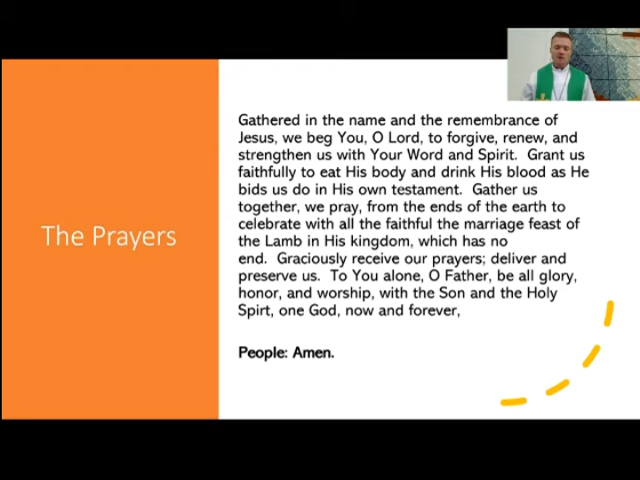 The Prayers
Gathered in the name and the remembrance of
Jesus, we beg You, O Lord, to forgive, renew, and
strengthen us with Your Word and Spirit.  Grant us
faithfully to eat His body and drink His blood as He
bids us do in His own testament.  Gather us
together, we pray, from the ends of the earth to
celebrate with all the faithful the marriage feast of
the Lamb in His kingdom, which has no
end.  Graciously receive our prayers; deliver and
preserve us.  To You alone, O Father, be all glory,
honor, and worship, with the Son and the Holy
Spirt, one God, now and forever,
People: Amen.